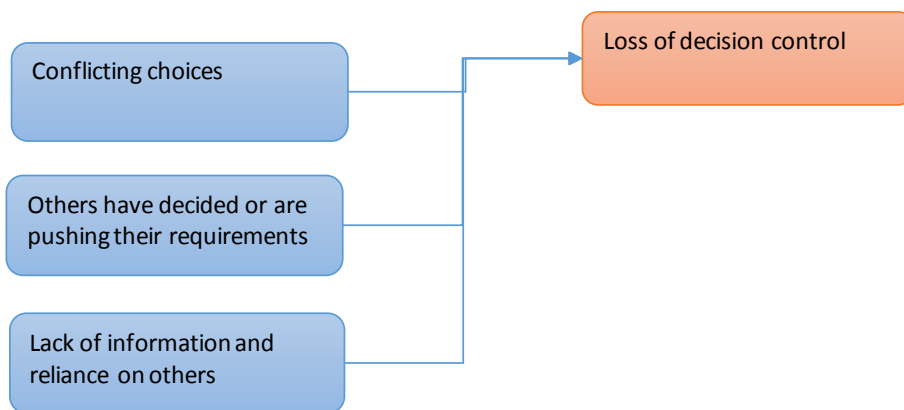 Loss of decision control
Conflicting choices
Others have decided or are
pushing their requirements
Lack of information and
reliance on others